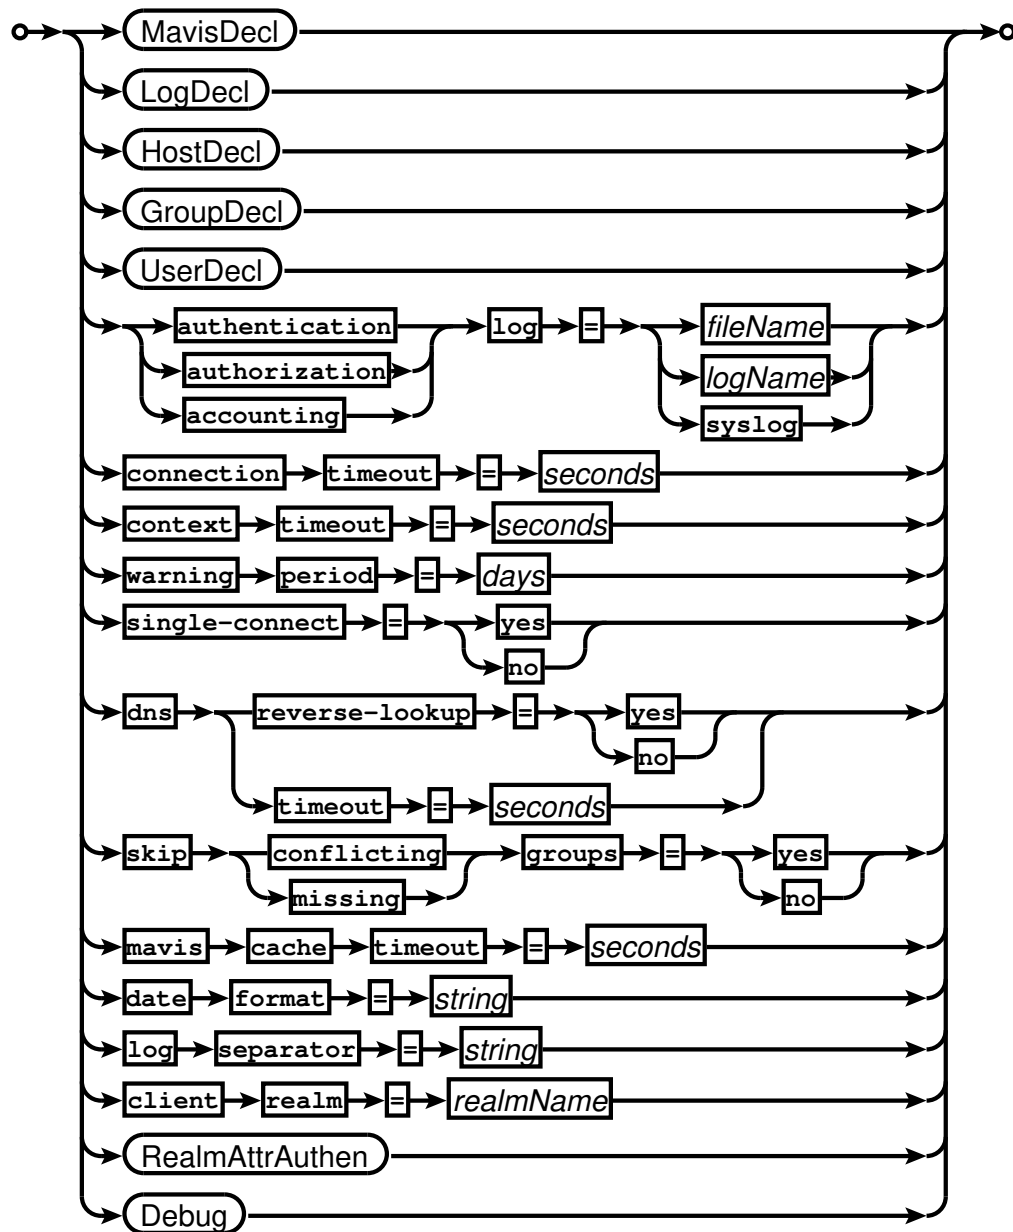 MavisDecl
LogDecl
HostDecl
GroupDecl
UserDecl
authentication log = fileName
authorization logName
accounting syslog
connection timeout = seconds
context timeout = seconds
warning period = days
single-connect = yes
no
dns reverse-lookup = yes
no
timeout = seconds
skip conflicting groups = yes
missing no
mavis cache timeout = seconds
date format = string
log separator = string
client realm = realmName
RealmAttrAuthen
Debug